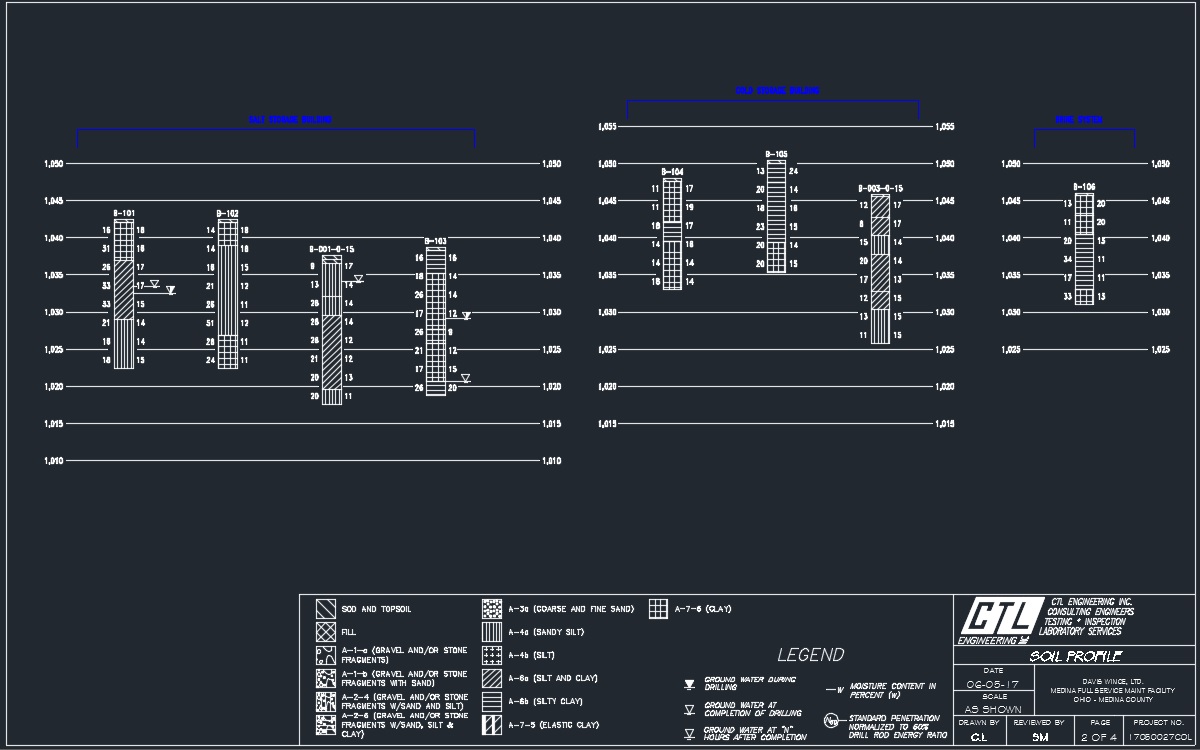 SALT STORAGE BUILDING
COLD STORAGE BUILDING
BRINE SYSTEM
1,050 1,050
1,045 1,045
1,040 1,040
1,035 1,035
1,030 1,030
1,025 1,025
1,020 1,020
1,015 1,015
1,010 1,010
B-101
16 18
31 18
26 17
33 17
33 15
21 14
18 14
18 15
B-102
14 18
14 18
18 15
21 12
25 11
51 12
28 11
24 11
B-001-0-15
9 17
13 14
28 14
25 14
26 12
21 12
20 13
20 11
B-103
16 16
18 14
26 14
17 12
26 9
21 12
17 15
26 20
1,055 1,055
1,050 1,050
1,045 1,045
1,040 1,040
1,035 1,035
1,030 1,030
1,025 1,025
1,020 1,020
1,015 1,015
B-104
11 17
11 19
18 17
14 16
14 14
18 14
B-105
13 24
20 14
18 18
23 15
20 14
20 15
B-003-0-15
12 17
8 17
15 14
20 14
17 13
12 15
13 15
11 15
1,050 1,050
1,045 1,045
1,040 1,040
1,035 1,035
1,030 1,030
1,025 1,025
B-106
13 20
11 20
20 13
34 11
17 11
33 13
SOD AND TOPSOIL
FILL
A-1-a (GRAVEL AND/OR STONE
FRAGMENTS)
A-1-b (GRAVEL AND/OR STONE
FRAGMENTS WITH SAND)
A-2-4 (GRAVEL AND/OR STONE
FRAGMENTS W/SAND AND SILT)
A-2-6 (GRAVEL AND/OR STONE
FRAGMENTS W/SAND, SILT &
CLAY)
A-3a (COARSE AND FINE SAND)
A-4a (SANDY SILT)
A-4b (SILT)
A-6a (SILT AND CLAY)
A-6b (SILTY CLAY)
A-7-5 (ELASTIC CLAY)
A-7-6 (CLAY)
LEGEND
GROUND WATER DURING
DRILLING
GROUND WATER AT
COMPLETION OF DRILLING
GROUND WATER AT "N"
HOURS AFTER COMPLETION
W MOISTURE CONTENT IN
PERCENT (w)
STANDARD PENETRATION
NORMALIZED TO 60%
DRILL ROD ENERGY RATIO
CTL
ENGINEERING
CTL ENGINEERING INC.
CONSULTING ENGINEERS
TESTING * INSPECTION
LABORATORY SERVICES
SOIL PROFILE
DATE
06-05-17
SCALE
AS SHOWN
DAVIS WINCE, LTD.
MEDINA FULL SERVICE MAINT FACILITY
OHIO - MEDINA COUNTY
DRAWN BY
C.L
REVIEWED BY
SM
PAGE
2 OF 4
PROJECT NO.
17050027COL